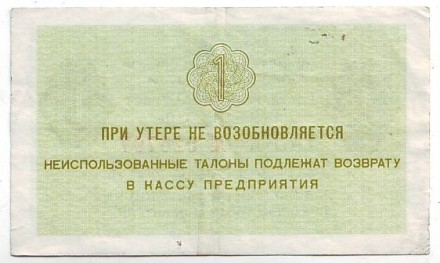 1
ПРИ УТЕРЕ НЕ ВОЗОБНОВЛЯЕТСЯ
НЕИСПОЛЬЗОВАННЫЕ ТАЛОНЫ ПОДЛЕЖАТ ВОЗВРАТУ
В КАССУ ПРЕДПРИЯТИЯ